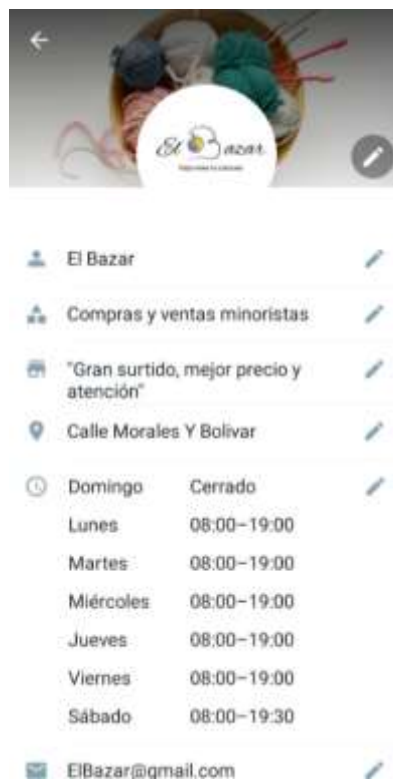 El Bazar
El Bazar
Compras y ventas minoristas
"Gran surtido, mejor precio y
atención"
Calle Morales Y Bolivar
Domingo Cerrado
Lunes 08:00–19:00
Martes 08:00–19:00
Miércoles 08:00–19:00
Jueves 08:00–19:00
Viernes 08:00–19:00
Sábado 08:00–19:30
ElBazar@gmail.com